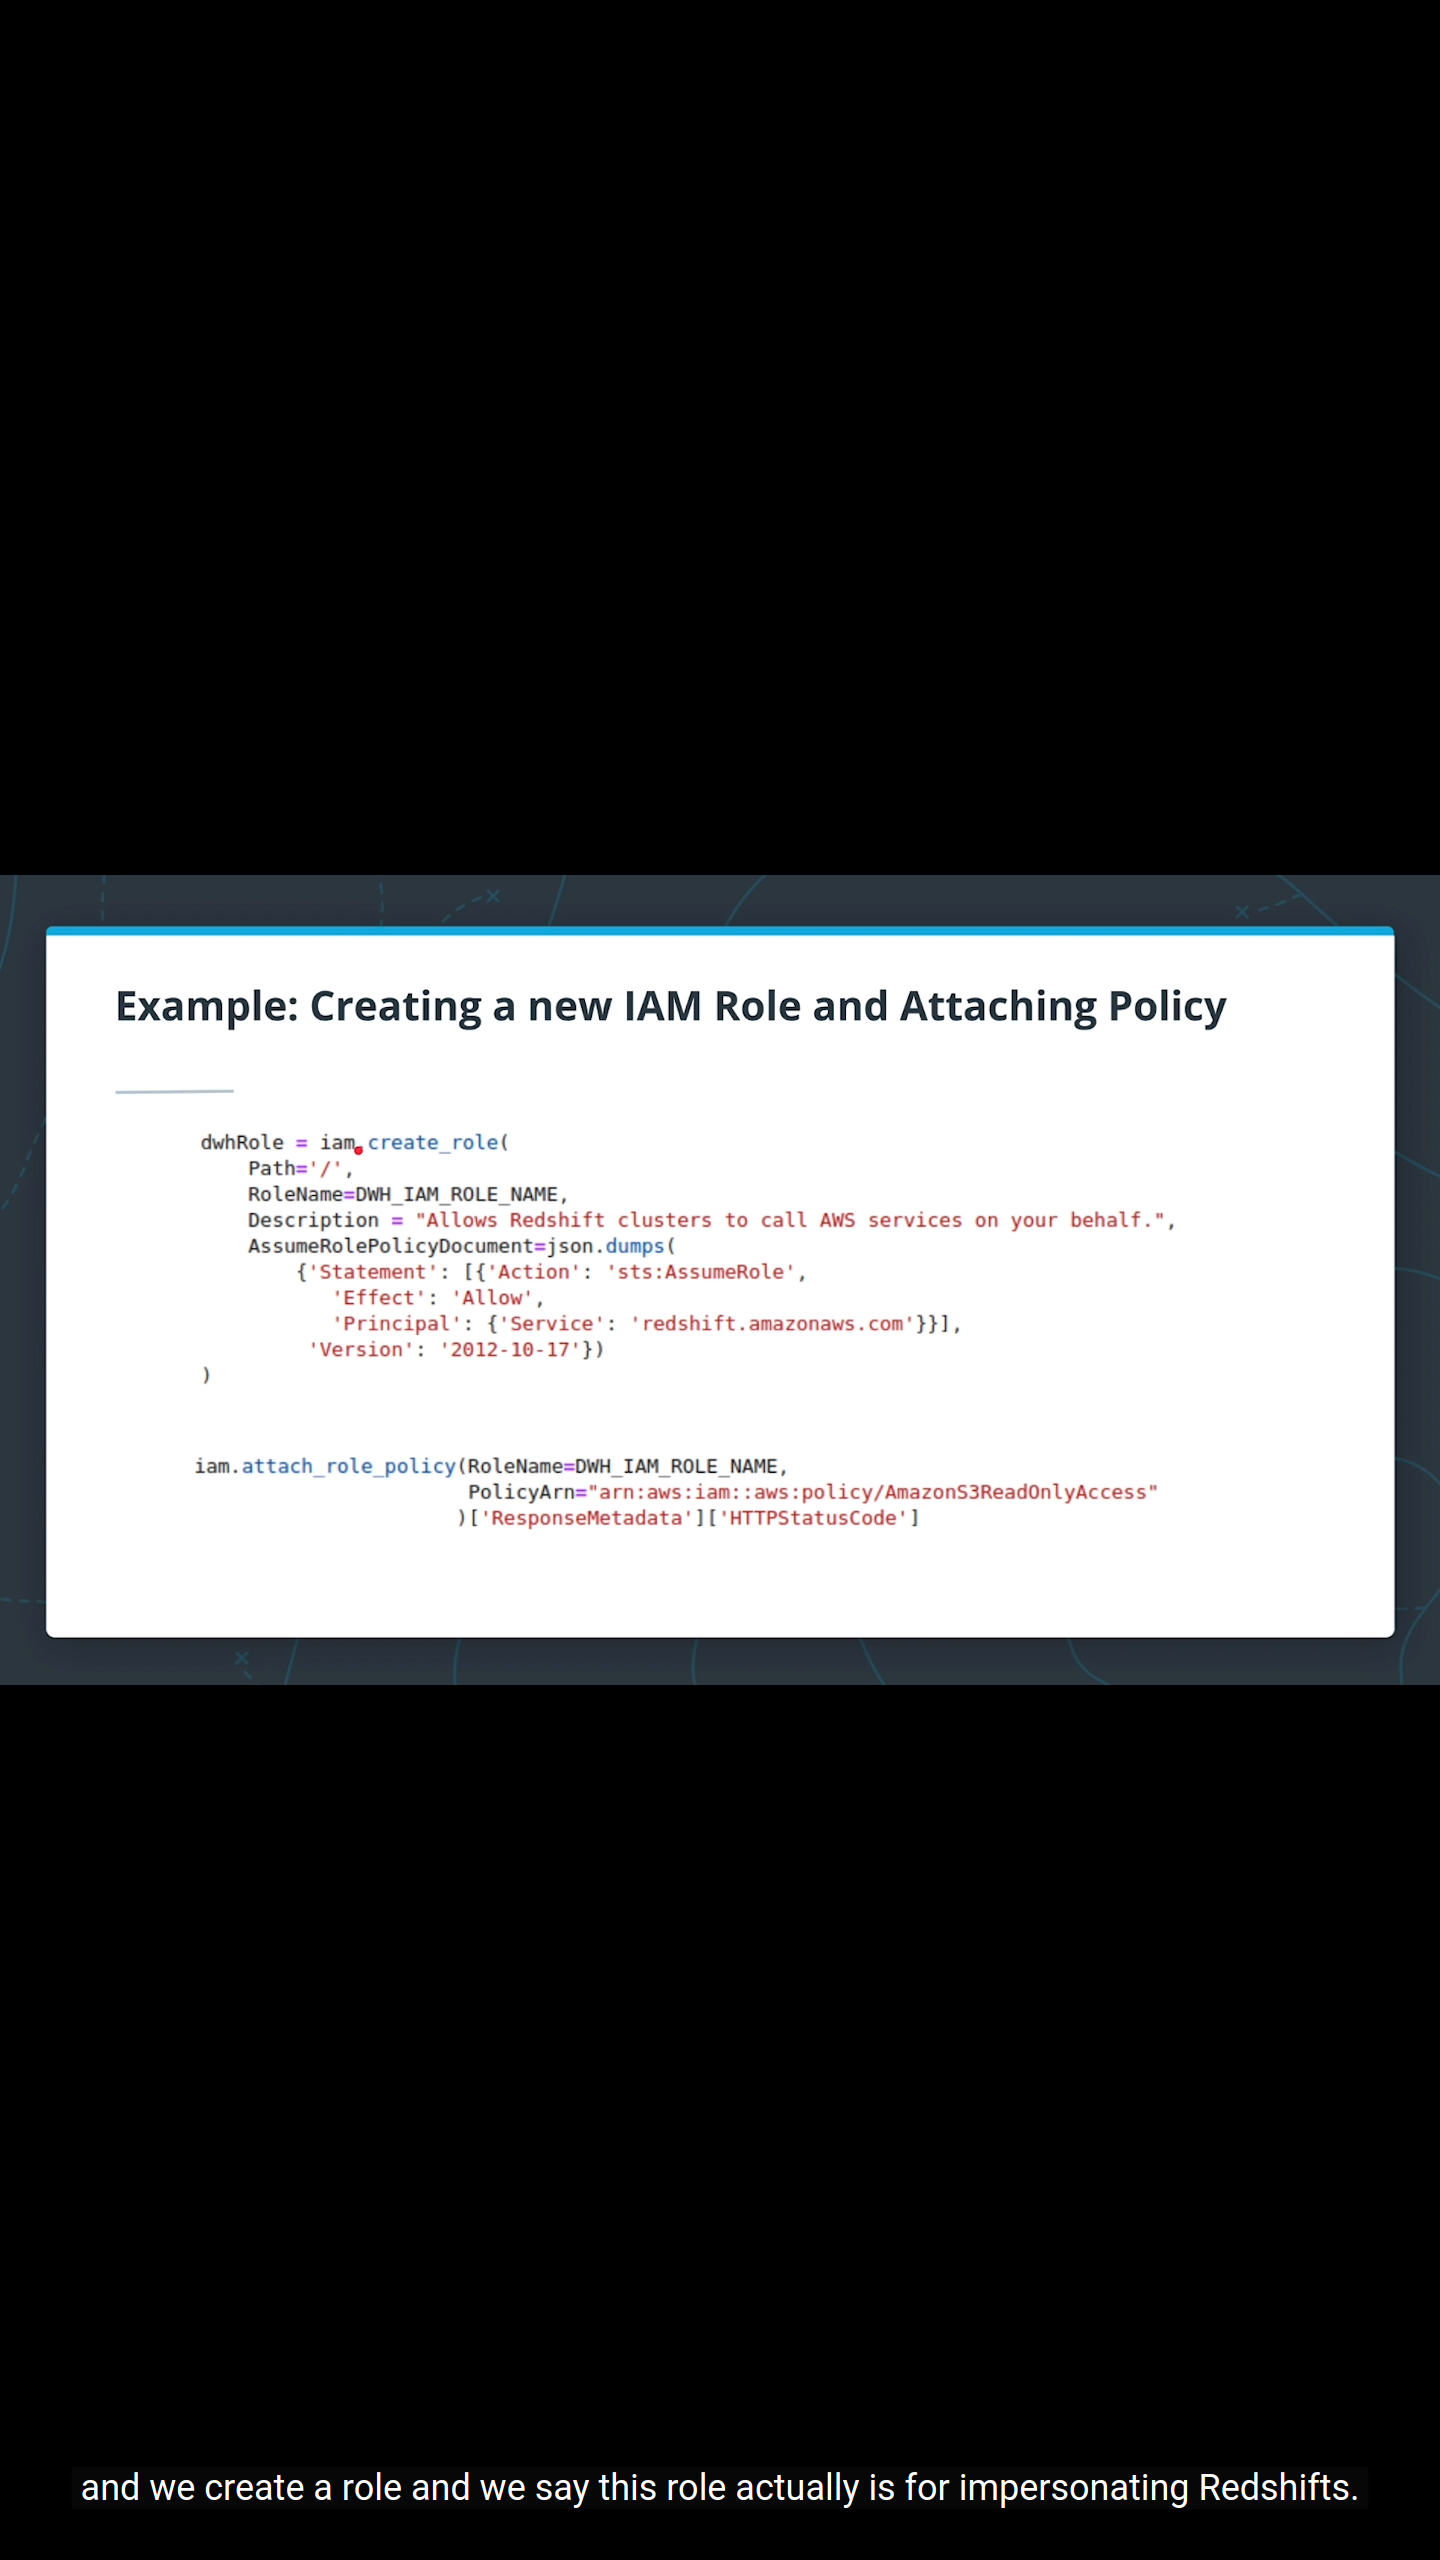 Example: Creating a new IAM Role and Attaching Policy
dwhRole = iam.create_role(
    Path='/',
    RoleName=DWH_IAM_ROLE_NAME,
    Description = "Allows Redshift clusters to call AWS services on your behalf.",
    AssumeRolePolicyDocument=json.dumps(
        {'Statement': [{'Action': 'sts:AssumeRole',
           'Effect': 'Allow',
           'Principal': {'Service': 'redshift.amazonaws.com'}}],
         'Version': '2012-10-17'})
)
iam.attach_role_policy(RoleName=DWH_IAM_ROLE_NAME,
                       PolicyArn="arn:aws:iam::aws:policy/AmazonS3ReadOnlyAccess"
                      )['ResponseMetadata']['HTTPStatusCode']
and we create a role and we say this role actually is for impersonating Redshifts.